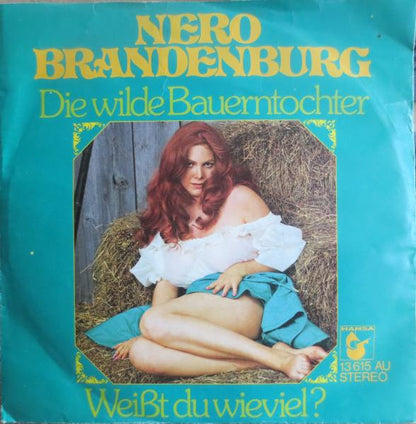 NERO
BRANDENBURG
Die wilde Bauerntochter
HANSA
13 615 AU
STEREO
Weißt du wieviel?